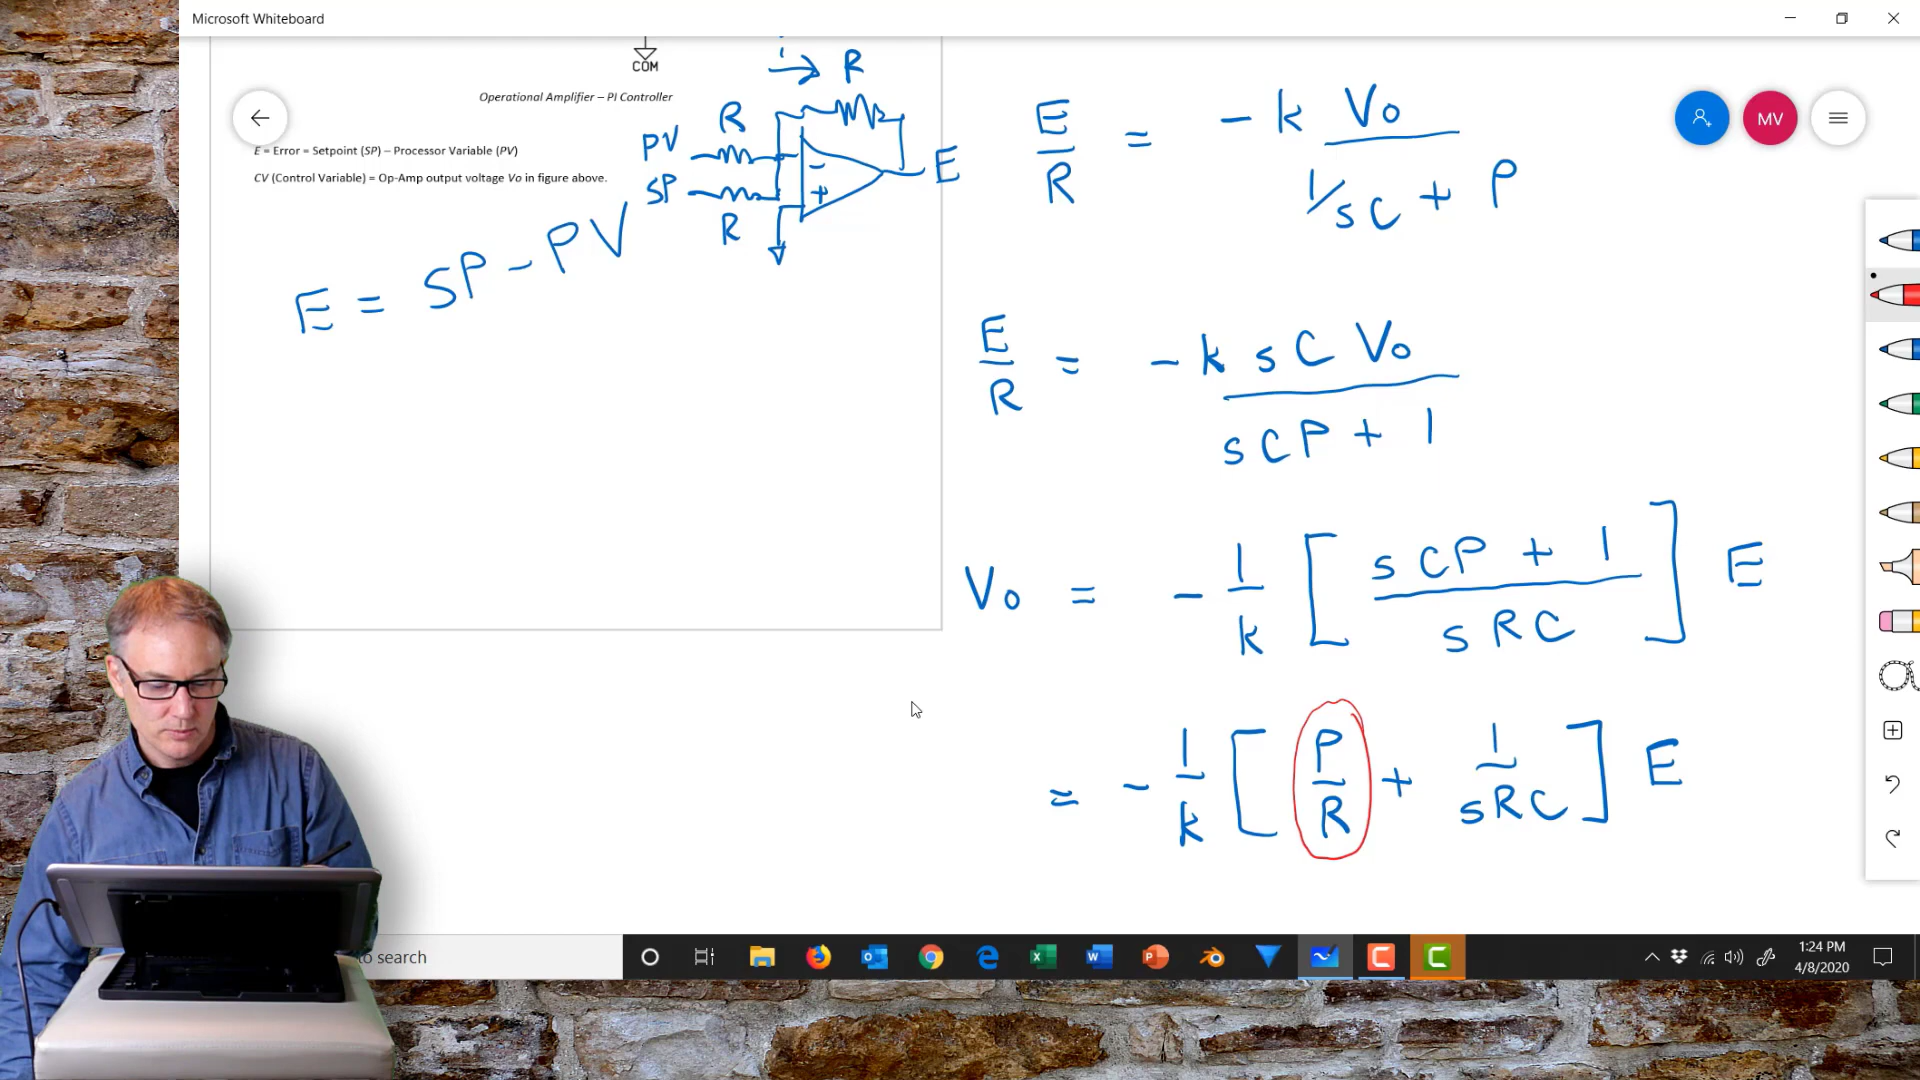 Microsoft Whiteboard
COM
Operational Amplifier – PI Controller
E = Error = Setpoint (SP) – Processor Variable (PV)
CV (Control Variable) = Op-Amp output voltage Vo in figure above.
i
R
R
PV
SP
R
-
+
E
E = SP - PV
E/R = -k Vo/(1/sC + P)
E/R = -k sC Vo/(sCP + 1)
Vo = - 1/k [ (sCP + 1)/(sRC) ] E
= - 1/k [ P/R + 1/(sRC) ] E
MV
to search
1:24 PM
4/8/2020